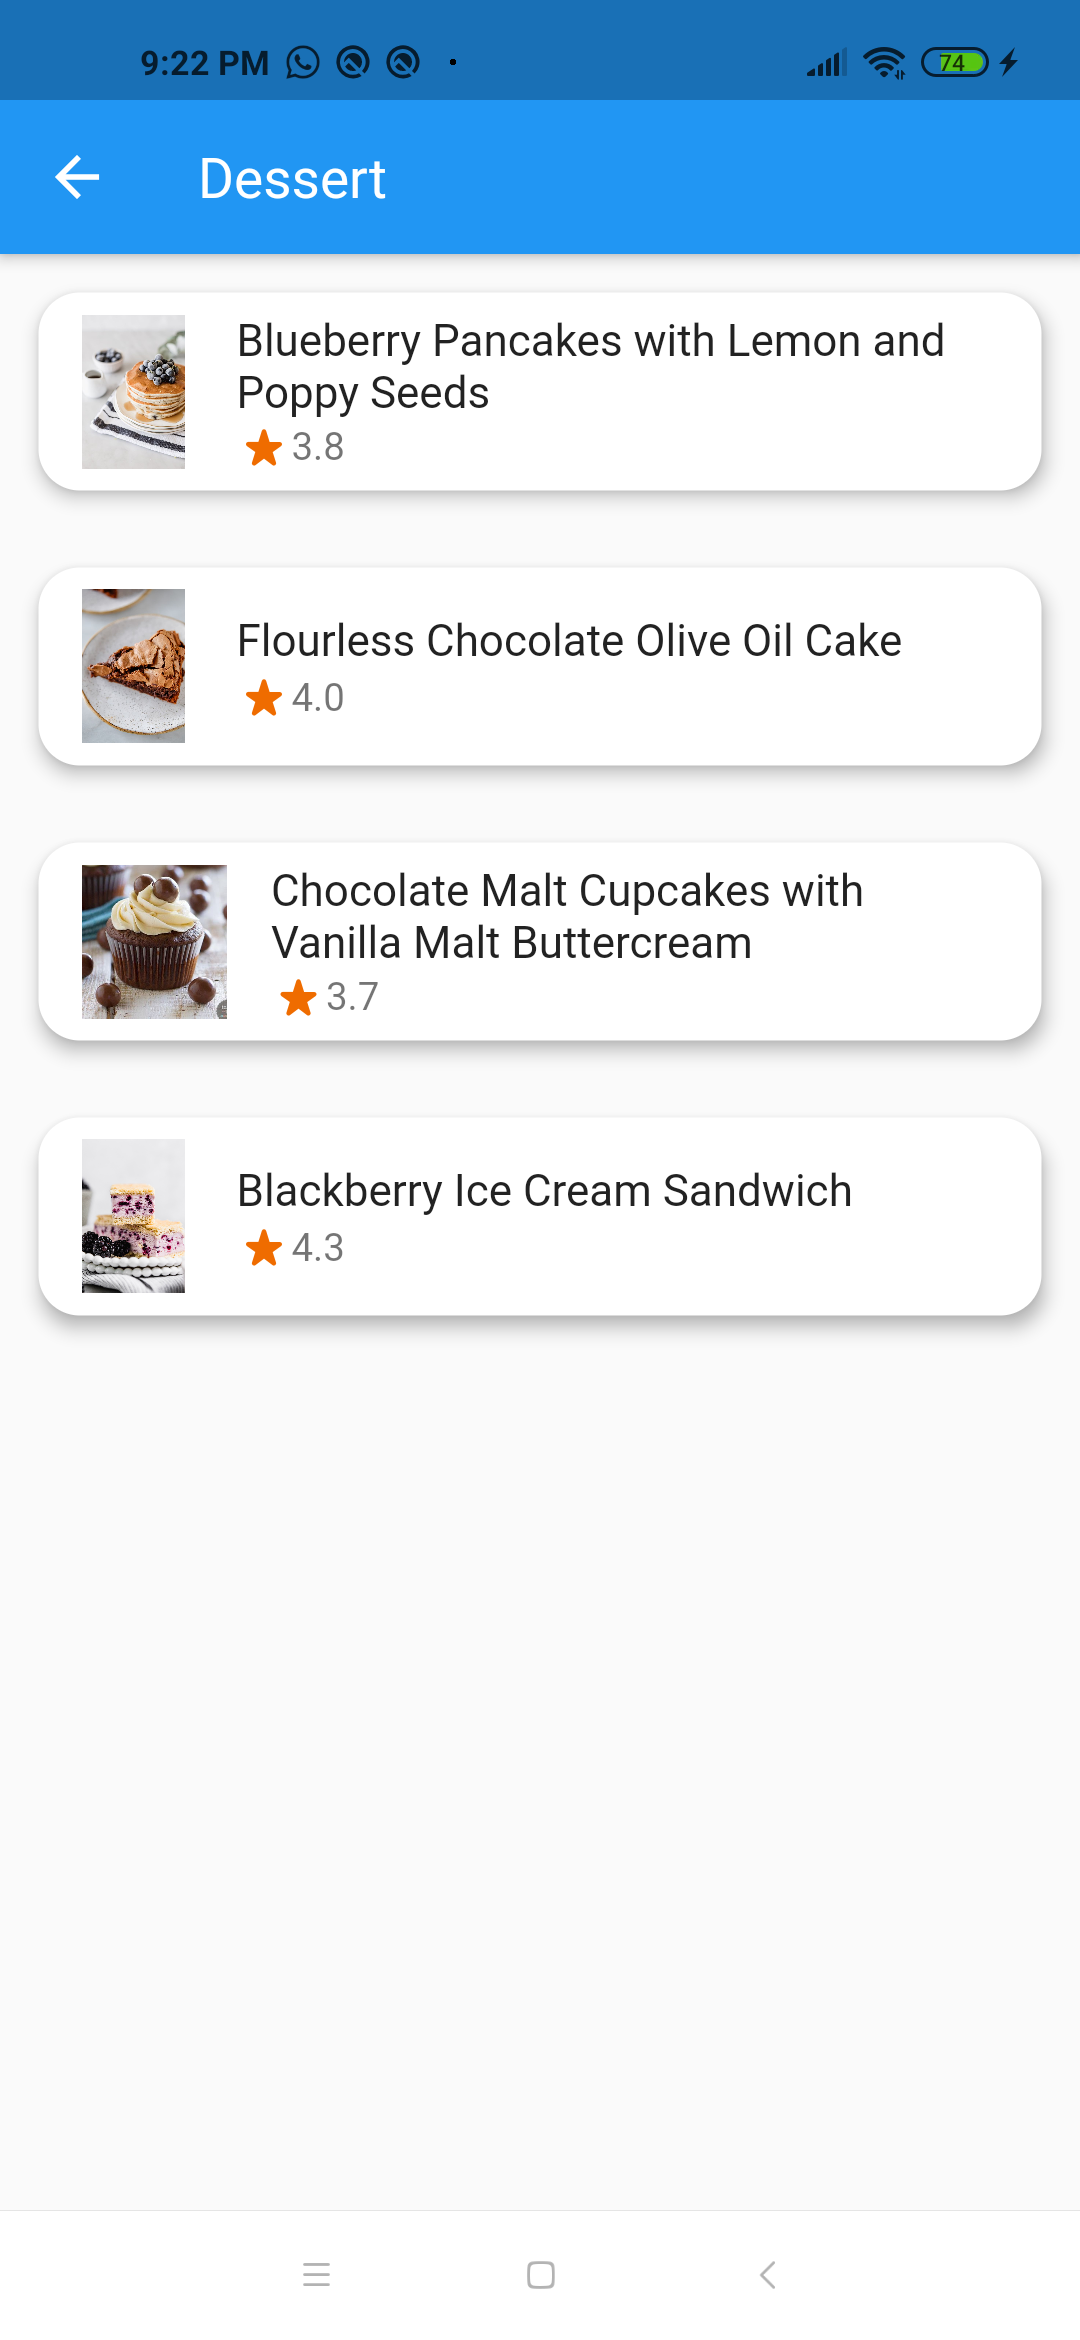 9:22 PM
74
Dessert
Blueberry Pancakes with Lemon and
Poppy Seeds
3.8
Flourless Chocolate Olive Oil Cake
4.0
Chocolate Malt Cupcakes with
Vanilla Malt Buttercream
3.7
Blackberry Ice Cream Sandwich
4.3